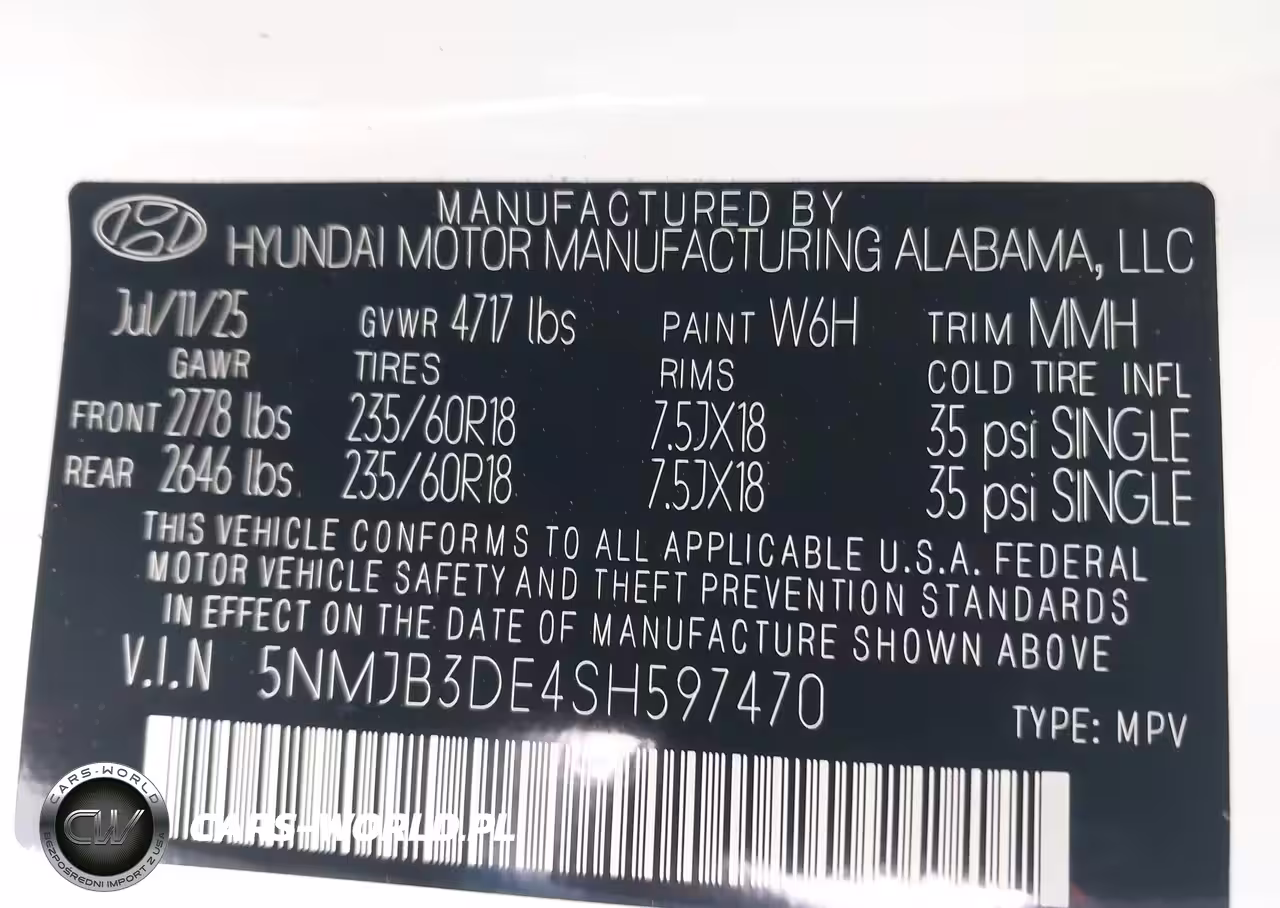 MANUFACTURED BY
HYUNDAI MOTOR MANUFACTURING ALABAMA, LLC
Jul/11/25 GVWR 4717 lbs PAINT W6H TRIM MMH
GAWR TIRES RIMS COLD TIRE INFL
FRONT 2778 lbs 235/60R18 7.5JX18 35 psi SINGLE
REAR 2646 lbs 235/60R18 7.5JX18 35 psi SINGLE
THIS VEHICLE CONFORMS TO ALL APPLICABLE U.S.A. FEDERAL
MOTOR VEHICLE SAFETY AND THEFT PREVENTION STANDARDS
IN EFFECT ON THE DATE OF MANUFACTURE SHOWN ABOVE
V.I.N 5NMJB3DE4SH597470
TYPE: MPV
CARS-WORLD
CW
BEZPOŚREDNI IMPORT Z USA
CARS-WORLD.PL